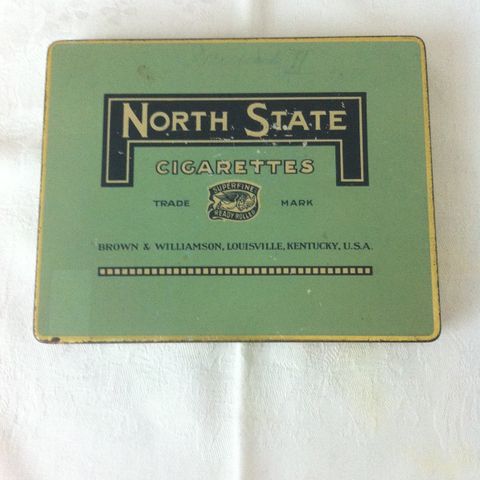 NORTH STATE
CIGARETTES
SUPERFINE
TRADE MARK
READY ROLLED
BROWN & WILLIAMSON, LOUISVILLE, KENTUCKY, U.S.A.